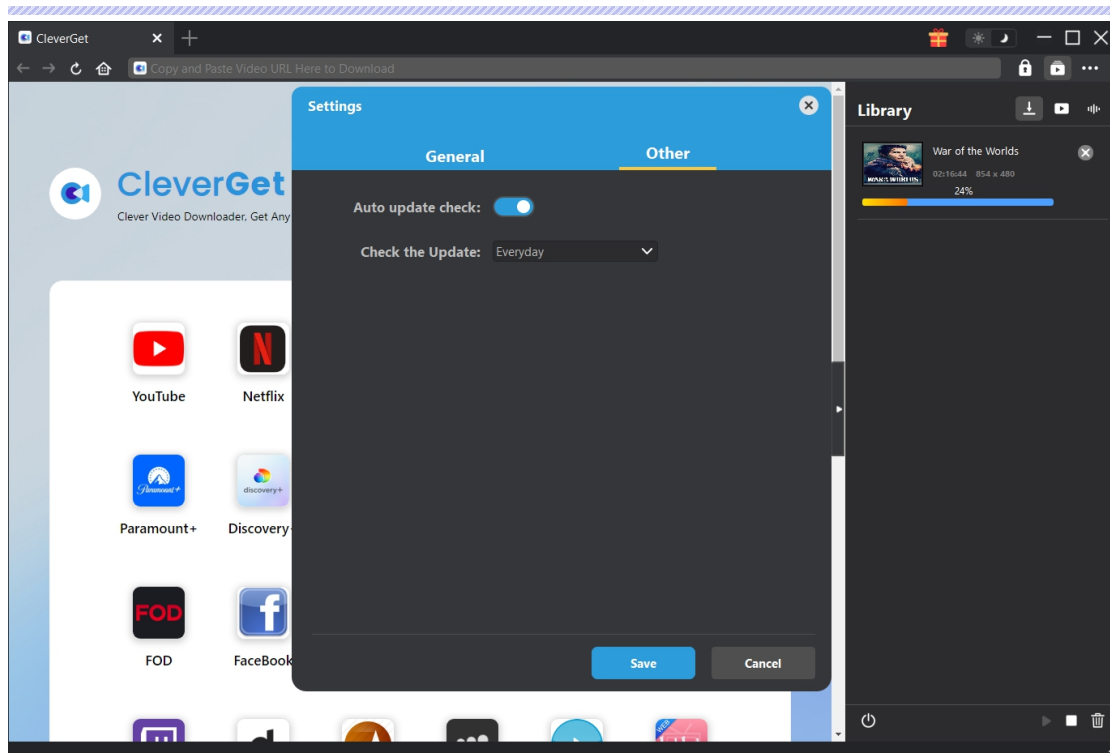 CleverGet
Copy and Paste Video URL Here to Download
Settings
General
Other
Auto update check:
Check the Update: Everyday
Save
Cancel
CleverGet
Clever Video Downloader, Get Any
YouTube
Netflix
N
Paramount+
discovery+
Paramount+
Discovery
FOD
f
FOD
FaceBook
WEB
Library
War of the Worlds
02:16:44 854 x 480
24%